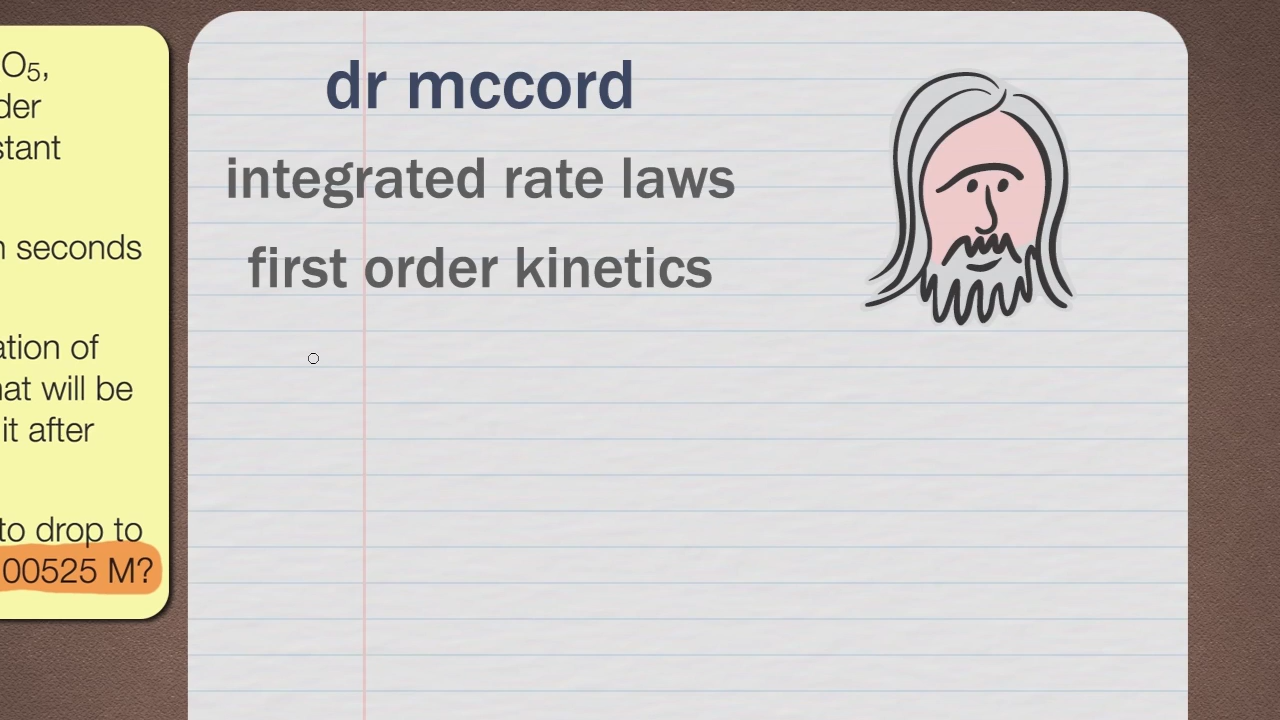 O₅,
der
stant
n seconds
ation of
at will be
it after
to drop to
00525 M?
dr mccord
integrated rate laws
first order kinetics